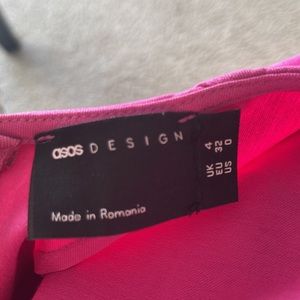 asos DESIGN
Made in Romania
UK 4
EU 32
US 0